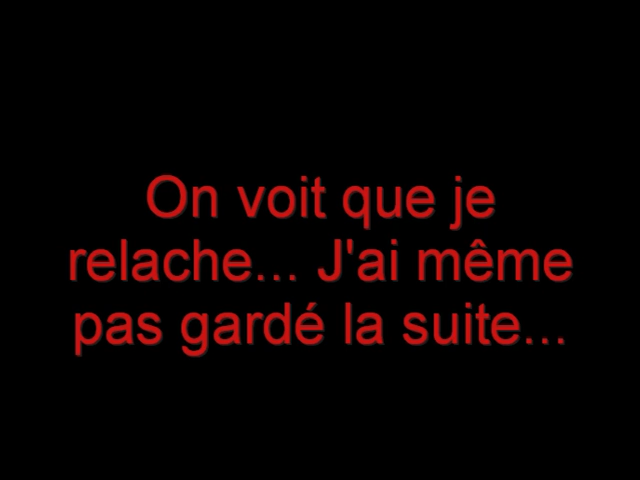 On voit que je
relache... J'ai même
pas gardé la suite...